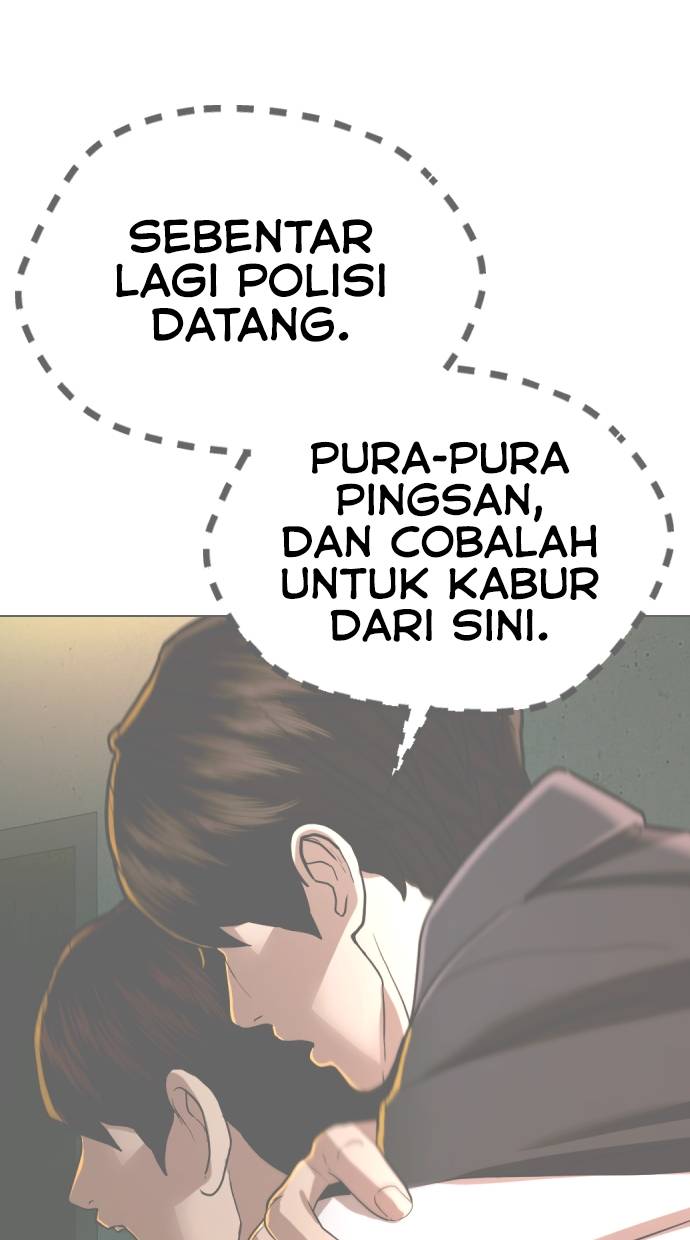 SEBENTAR
LAGI POLISI
DATANG.
PURA-PURA
PINGSAN,
DAN COBALAH
UNTUK KABUR
DARI SINI.